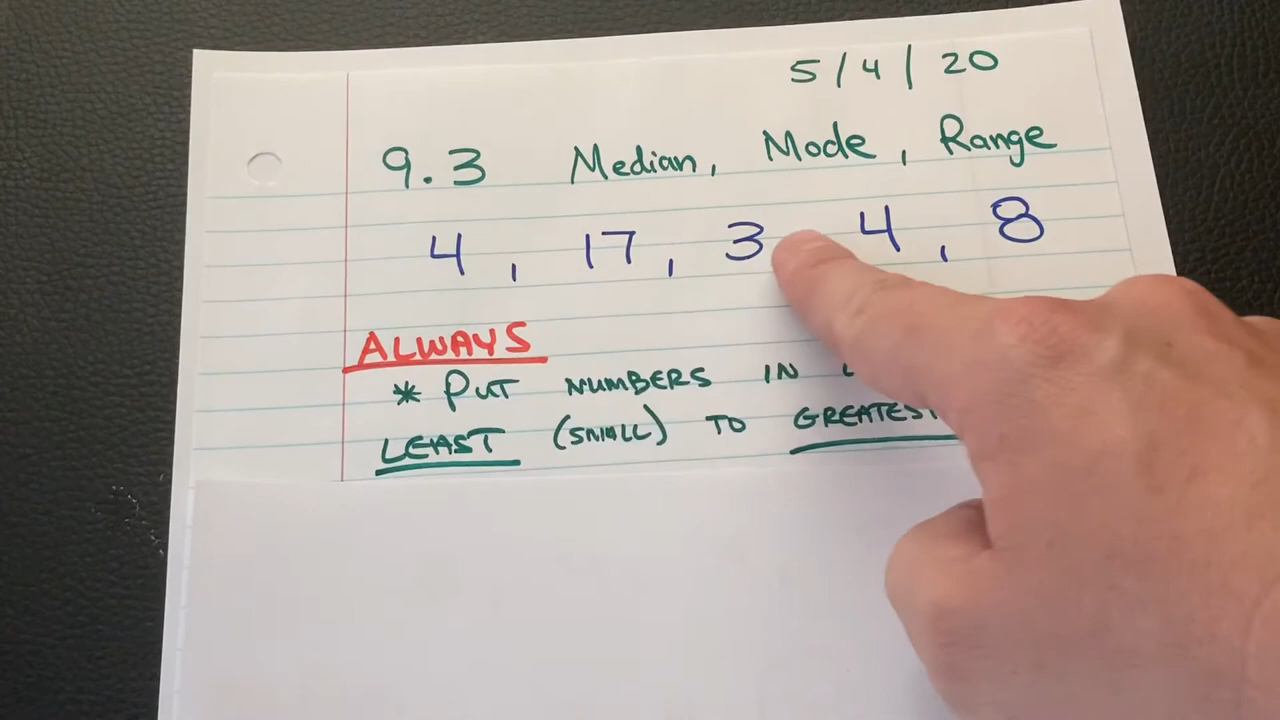 5/4/20
9.3 Median, Mode, Range
4, 17, 3 4, 8
ALWAYS
* PUT NUMBERS IN
LEAST (SMALL) TO GREATEST